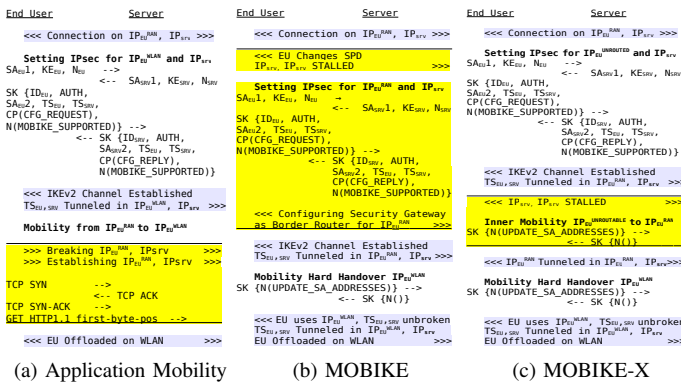 End User Server
<<< Connection on IP_EU^RAN, IP_srv >>>
Setting IPsec for IP_EU^WLAN and IP_srv
SA_EU1, KE_EU, N_EU -->
<-- SA_SRV1, KE_SRV, N_SRV
SK {ID_EU, AUTH,
SA_EU2, TS_EU, TS_SRV,
CP(CFG_REQUEST),
N(MOBIKE_SUPPORTED)} -->
<-- SK {ID_SRV, AUTH,
SA_SRV2, TS_EU, TS_SRV,
CP(CFG_REPLY),
N(MOBIKE_SUPPORTED)}
<<< IKEv2 Channel Established
TS_EU,SRV Tunneled in IP_EU^WLAN, IP_srv >>>
Mobility from IP_EU^RAN to IP_EU^WLAN
>>> Breaking IP_EU^RAN, IPsrv >>>
>>> Establishing IP_EU^RAN, IPsrv >>>
TCP SYN -->
<-- TCP ACK
TCP SYN-ACK -->
GET HTTP1.1 first-byte-pos -->
<<< EU Offloaded on WLAN >>>
(a) Application Mobility
End User Server
<<< Connection on IP_EU^RAN, IP_srv >>>
<<< EU Changes SPD
IP_srv, IP_srv STALLED >>>
Setting IPsec for IP_EU^RAN and IP_srv
SA_EU1, KE_EU, N_EU →
<-- SA_SRV1, KE_SRV, N_SRV
SK {ID_EU, AUTH,
SA_EU2, TS_EU, TS_SRV,
CP(CFG_REQUEST),
N(MOBIKE_SUPPORTED)} -->
<-- SK {ID_SRV, AUTH,
SA_SRV2, TS_EU, TS_SRV,
CP(CFG_REPLY),
N(MOBIKE_SUPPORTED)}
<<< Configuring Security Gateway
as Border Router for IP_EU^RAN >>>
<<< IKEv2 Channel Established
TS_EU,SRV Tunneled in IP_EU^RAN, IP_srv >>>
Mobility Hard Handover IP_EU^WLAN
SK {N(UPDATE_SA_ADDRESSES)} -->
<-- SK {N()}
<<< EU uses IP_EU^WLAN, TS_EU,SRV unbroken
TS_EU,SRV Tunneled in IP_EU^WLAN, IP_srv
EU Offloaded on WLAN >>>
(b) MOBIKE
End User Server
<<< Connection on IP_EU^RAN, IP_srv >>>
Setting IPsec for IP_EU^UNROUTED and IP_srv
SA_EU1, KE_EU, N_EU -->
<-- SA_SRV1, KE_SRV, N_SRV
SK {ID_EU, AUTH,
SA_EU2, TS_EU, TS_SRV,
CP(CFG_REQUEST),
N(MOBIKE_SUPPORTED)} -->
<-- SK {ID_SRV, AUTH,
SA_SRV2, TS_EU, TS_SRV,
CP(CFG_REPLY),
N(MOBIKE_SUPPORTED)}
<<< IKEv2 Channel Established
TS_EU,SRV Tunneled in IP_EU^RAN, IP_srv >>>
<<< IP_srv, IP_srv STALLED >>>
Inner Mobility IP_EU^UNROUTABLE to IP_EU^RAN
SK {N(UPDATE_SA_ADDRESSES)} -->
<-- SK {N()}
<<< IP_EU^RAN Tunneled in IP_EU^RAN, IP_srv >>>
Mobility Hard Handover IP_EU^WLAN
SK {N(UPDATE_SA_ADDRESSES)} -->
<-- SK {N()}
<<< EU uses IP_EU^WLAN, TS_EU,SRV unbroken
TS_EU,SRV Tunneled in IP_EU^WLAN, IP_srv
EU Offloaded on WLAN >>>
(c) MOBIKE-X